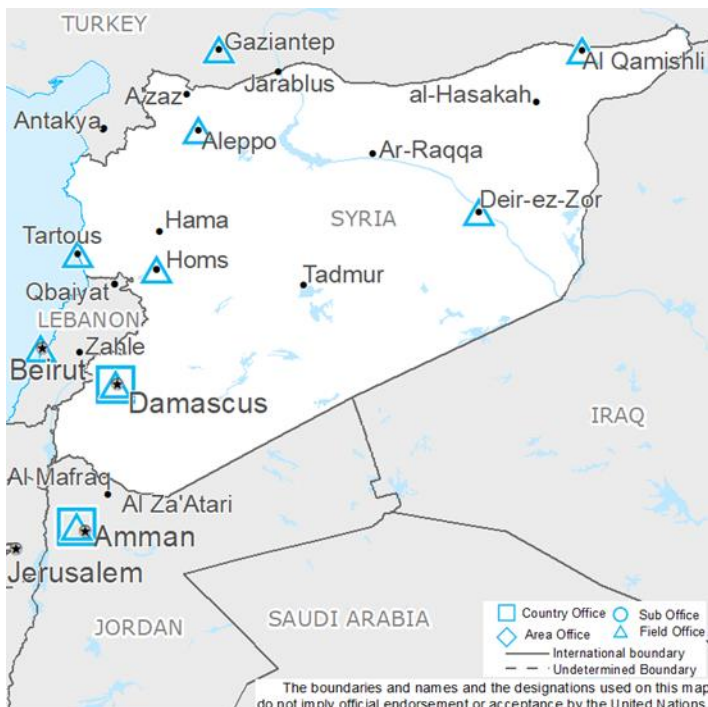 TURKEY
Gaziantep
Al Qamishli
Jarablus
A'zaz
al-Hasakah
Antakya
Aleppo
Ar-Raqqa
Deir-ez-Zor
Hama
SYRIA
Tartous
Homs
Tadmur
Qbaiyat
LEBANON
Zahle
Beirut
Damascus
IRAQ
Al Mafraq
Al Za'Atari
Amman
Jerusalem
JORDAN
SAUDI ARABIA
Country Office
Sub Office
Area Office
Field Office
International boundary
Undetermined Boundary
The boundaries and names and the designations used on this map
do not imply official endorsement or acceptance by the United Nations.